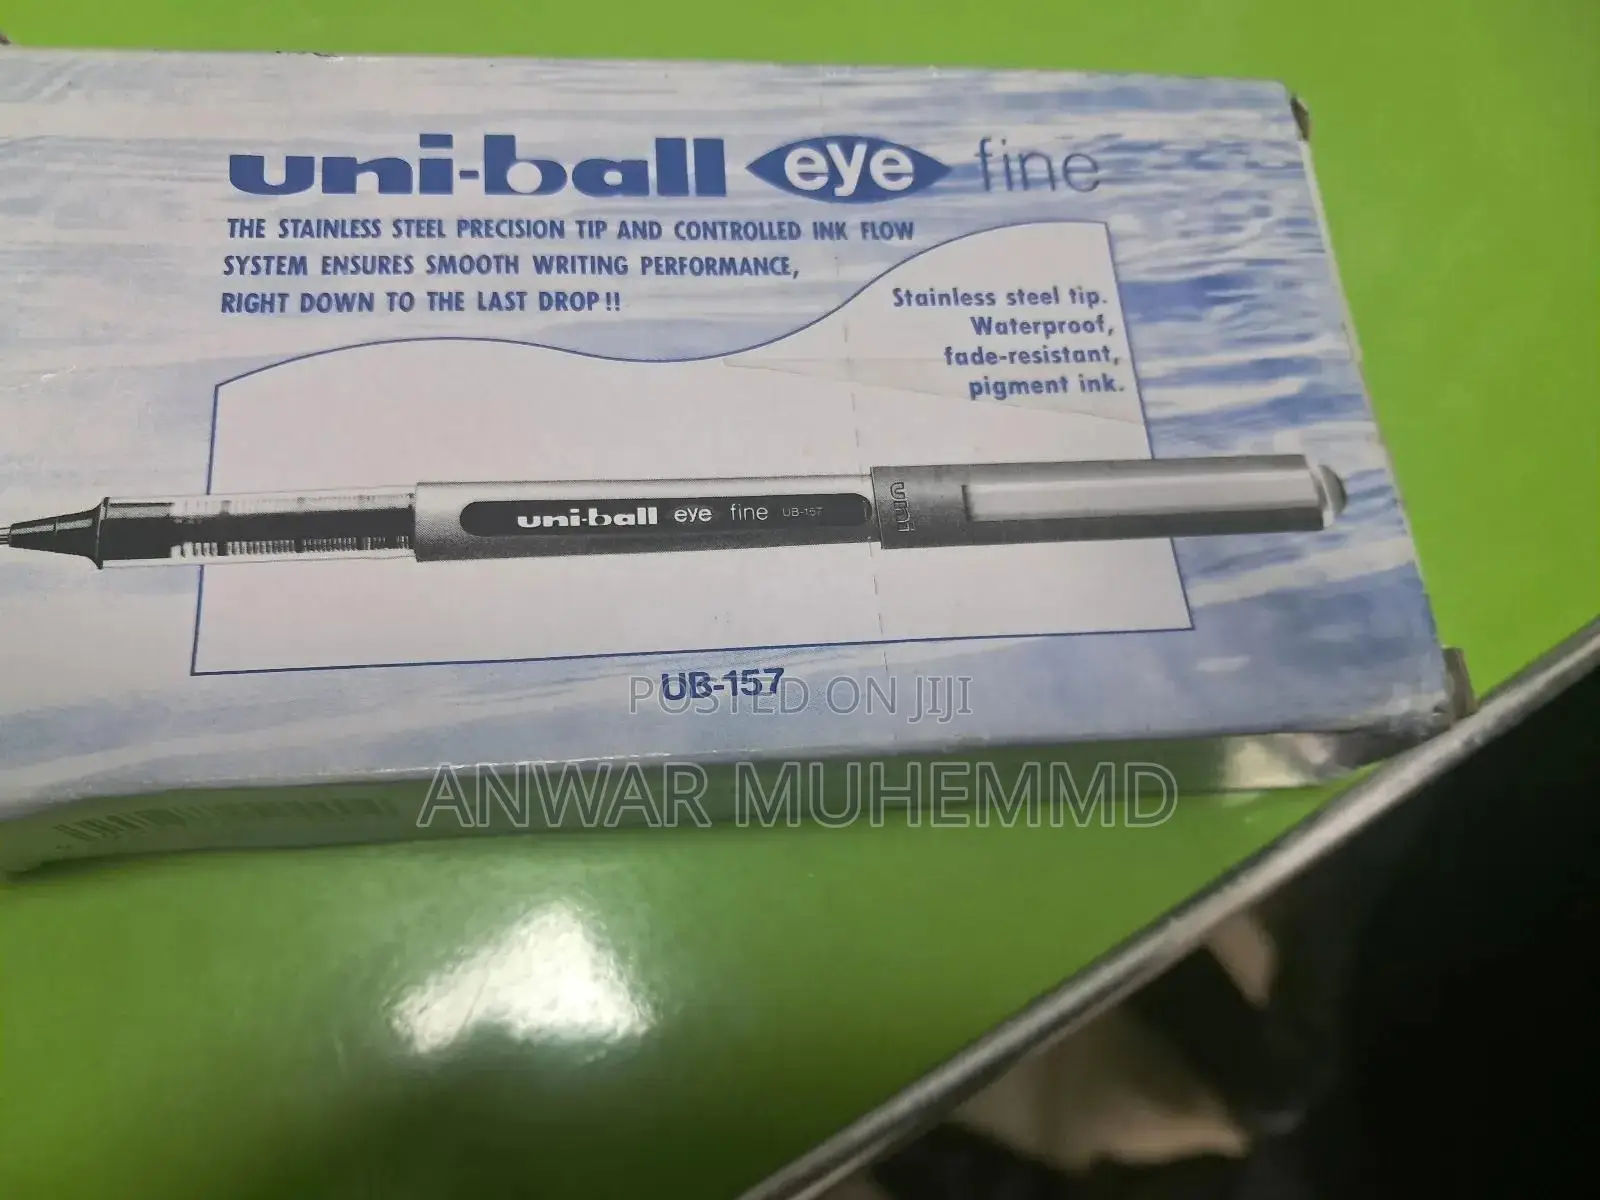 uni-ball eye fine
THE STAINLESS STEEL PRECISION TIP AND CONTROLLED INK FLOW
SYSTEM ENSURES SMOOTH WRITING PERFORMANCE,
RIGHT DOWN TO THE LAST DROP!!
Stainless steel tip.
Waterproof,
fade-resistant,
pigment ink.
uni-ball eye fine UB-157
uni
UB-157
POSTED ON JIJI
ANWAR MUHEMMD